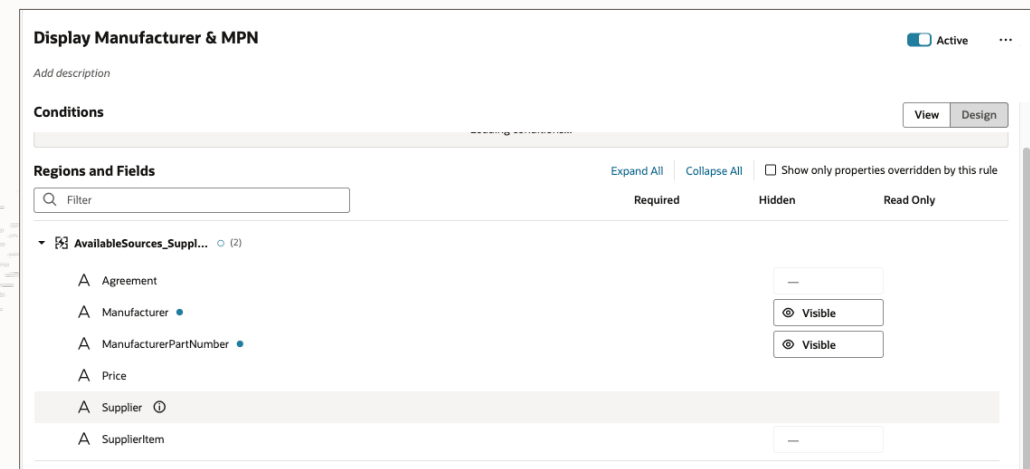 Display Manufacturer & MPN
Active
Add description
Conditions
View Design
Loading conditions...
Regions and Fields
Expand All Collapse All Show only properties overridden by this rule
Filter
Required Hidden Read Only
AvailableSources_Suppl... (2)
Agreement —
Manufacturer Visible
ManufacturerPartNumber Visible
Price
Supplier
SupplierItem —